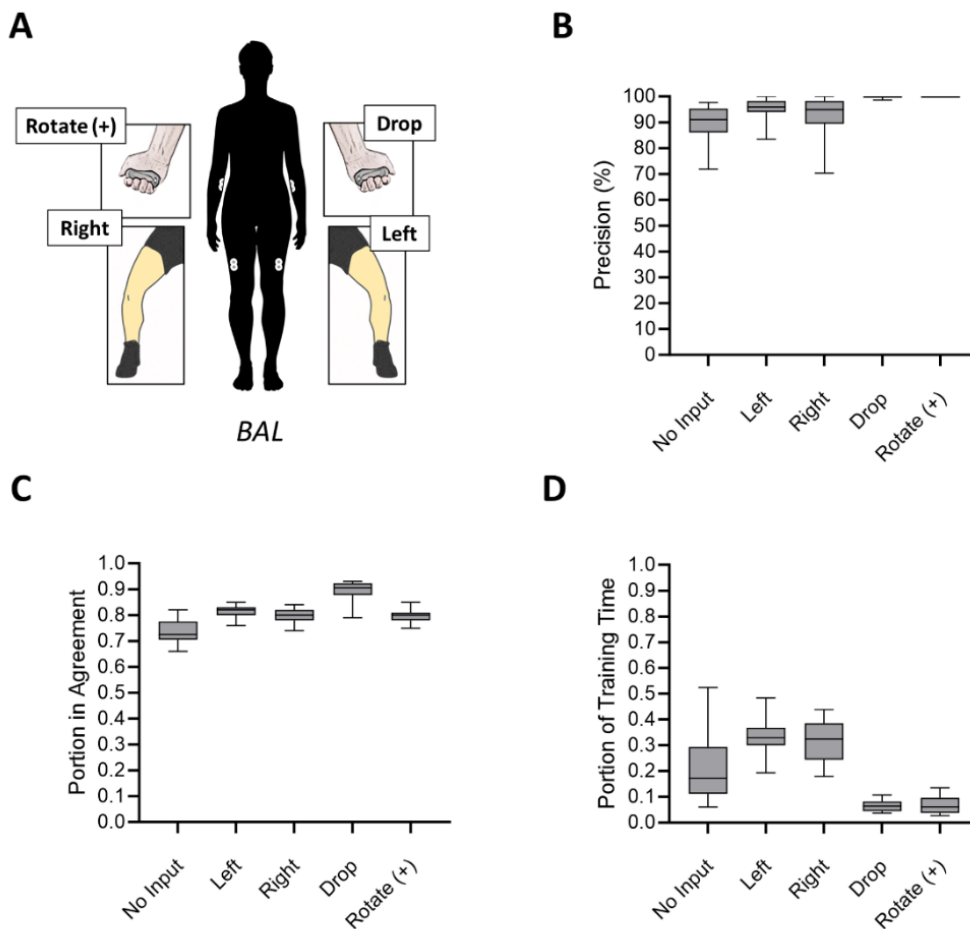 A
Rotate (+)
Drop
Right
Left
BAL
B
Precision (%)
100
90
80
70
60
50
40
30
20
10
0
No Input
Left
Right
Drop
Rotate (+)
C
Portion in Agreement
1.0
0.9
0.8
0.7
0.6
0.5
0.4
0.3
0.2
0.1
0.0
No Input
Left
Right
Drop
Rotate (+)
D
Portion of Training Time
1.0
0.9
0.8
0.7
0.6
0.5
0.4
0.3
0.2
0.1
0.0
No Input
Left
Right
Drop
Rotate (+)